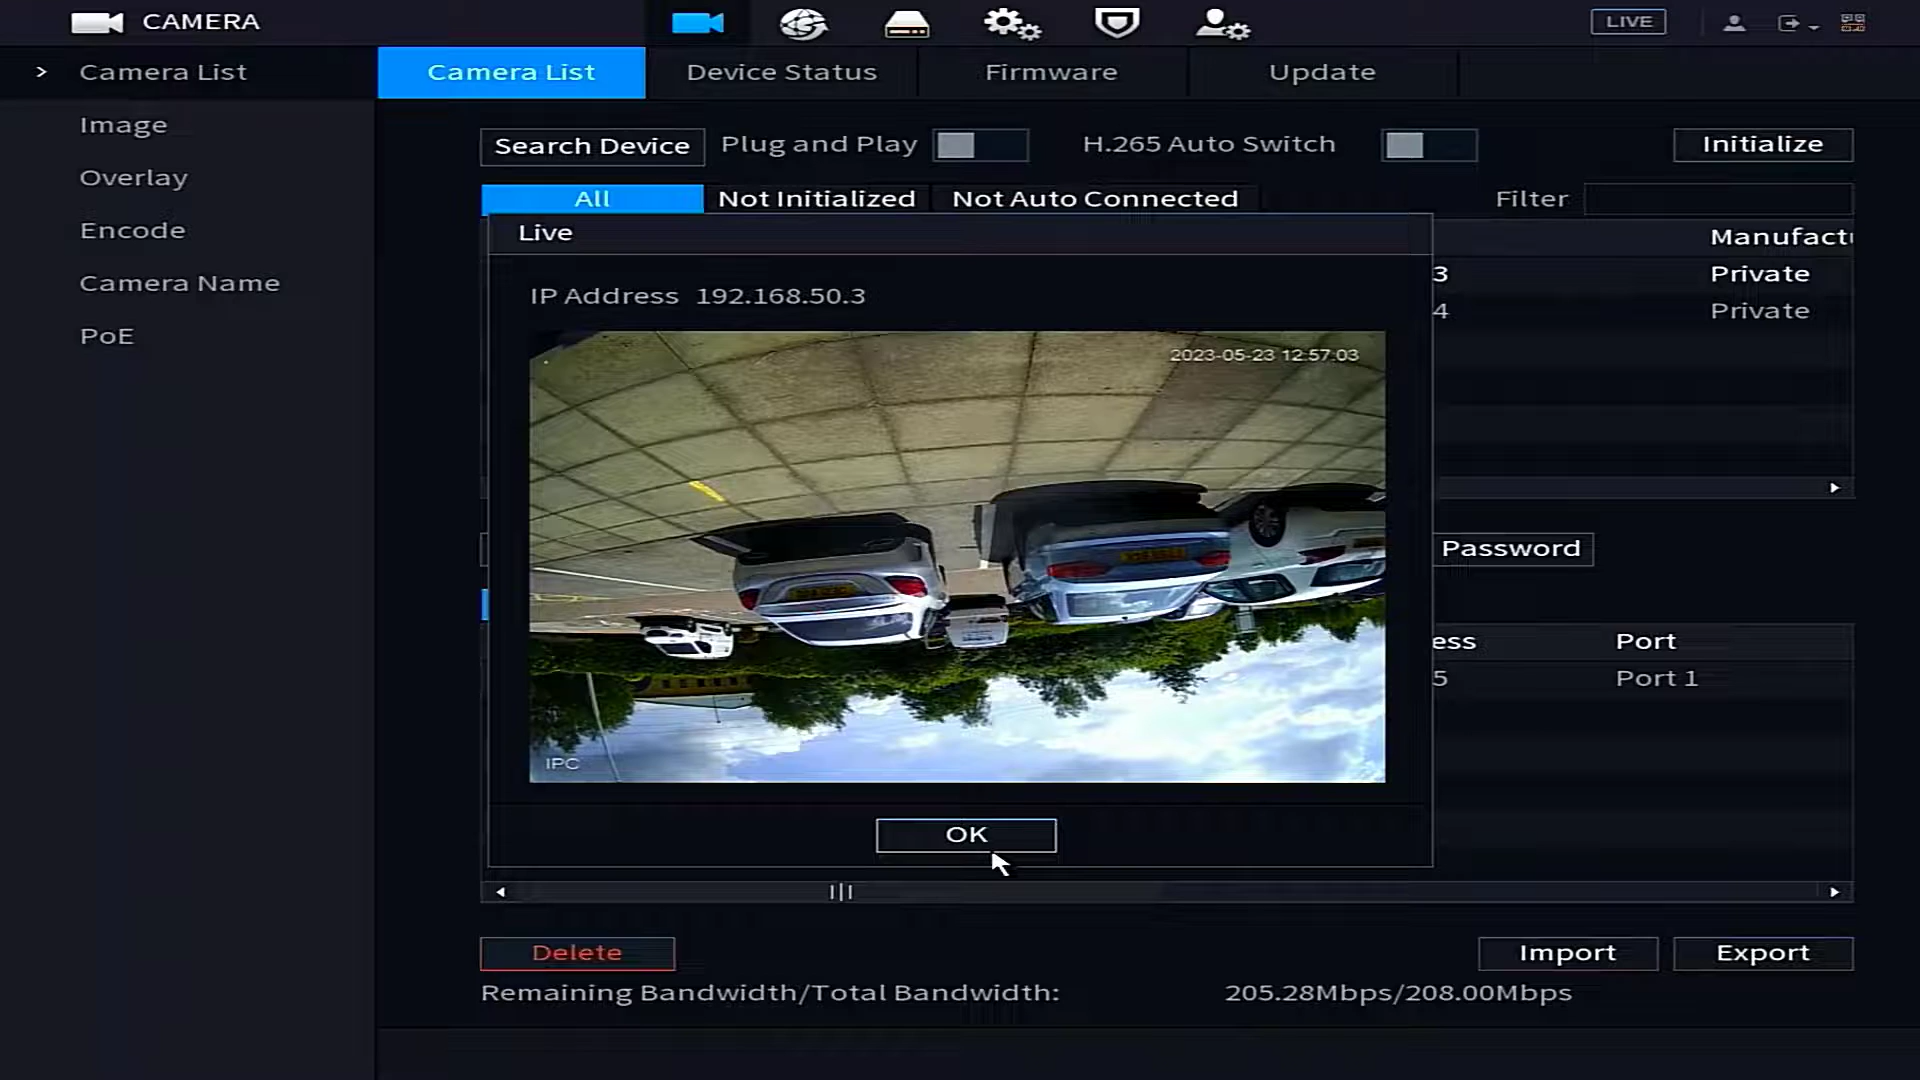 CAMERA
LIVE
Camera List
Image
Overlay
Encode
Camera Name
PoE
Camera List
Device Status
Firmware
Update
Search Device
Plug and Play
H.265 Auto Switch
Initialize
All
Not Initialized
Not Auto Connected
Filter
Manufact
3
Private
4
Private
Live
IP Address 192.168.50.3
2023-05-23 12:57:03
IPC
OK
Password
ess
Port
5
Port 1
Delete
Import
Export
Remaining Bandwidth/Total Bandwidth:
205.28Mbps/208.00Mbps